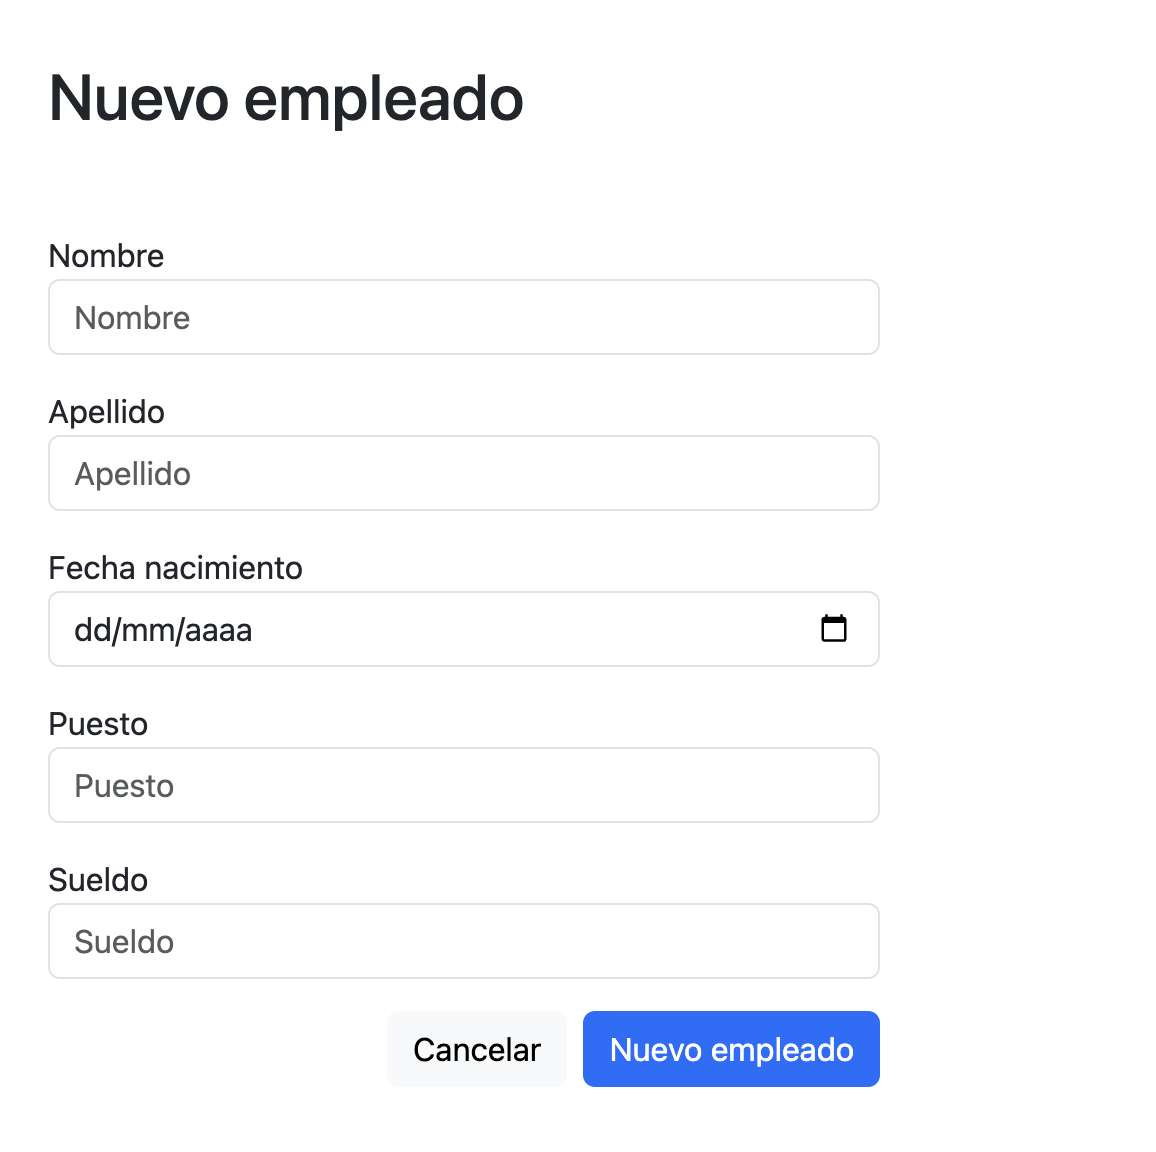 Nuevo empleado
Nombre
Nombre
Apellido
Apellido
Fecha nacimiento
dd/mm/aaaa
Puesto
Puesto
Sueldo
Sueldo
Cancelar Nuevo empleado